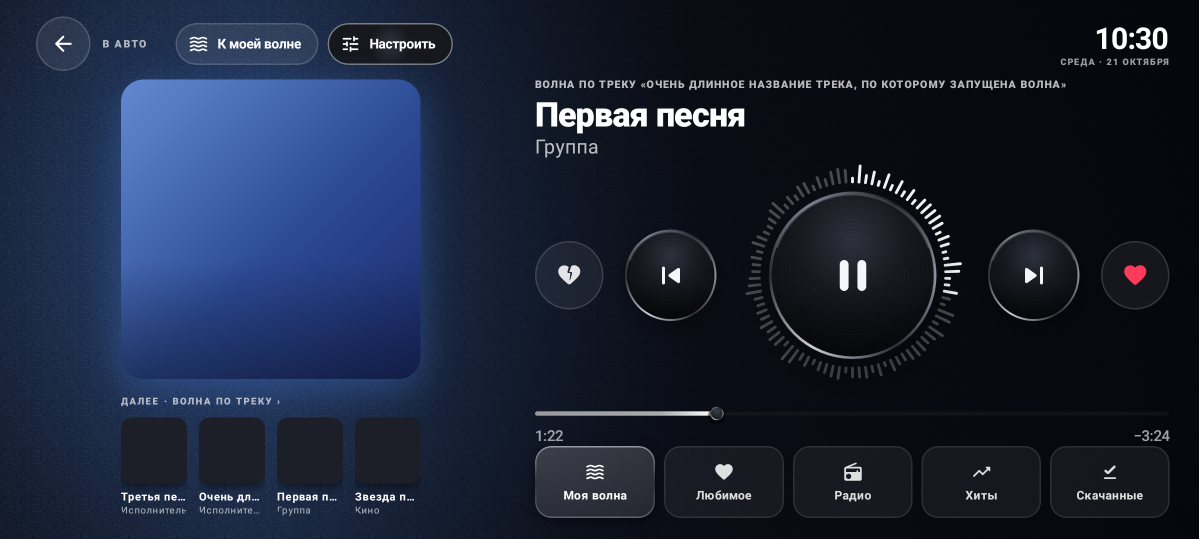 В АВТО
К моей волне
Настроить
10:30
СРЕДА · 21 ОКТЯБРЯ
ВОЛНА ПО ТРЕКУ «ОЧЕНЬ ДЛИННОЕ НАЗВАНИЕ ТРЕКА, ПО КОТОРОМУ ЗАПУЩЕНА ВОЛНА»
Первая песня
Группа
ДАЛЕЕ · ВОЛНА ПО ТРЕКУ ›
Третья пе…
Исполнитель
Очень дл…
Исполните…
Первая п…
Группа
Звезда п…
Кино
1:22
−3:24
Моя волна
Любимое
Радио
Хиты
Скачанные